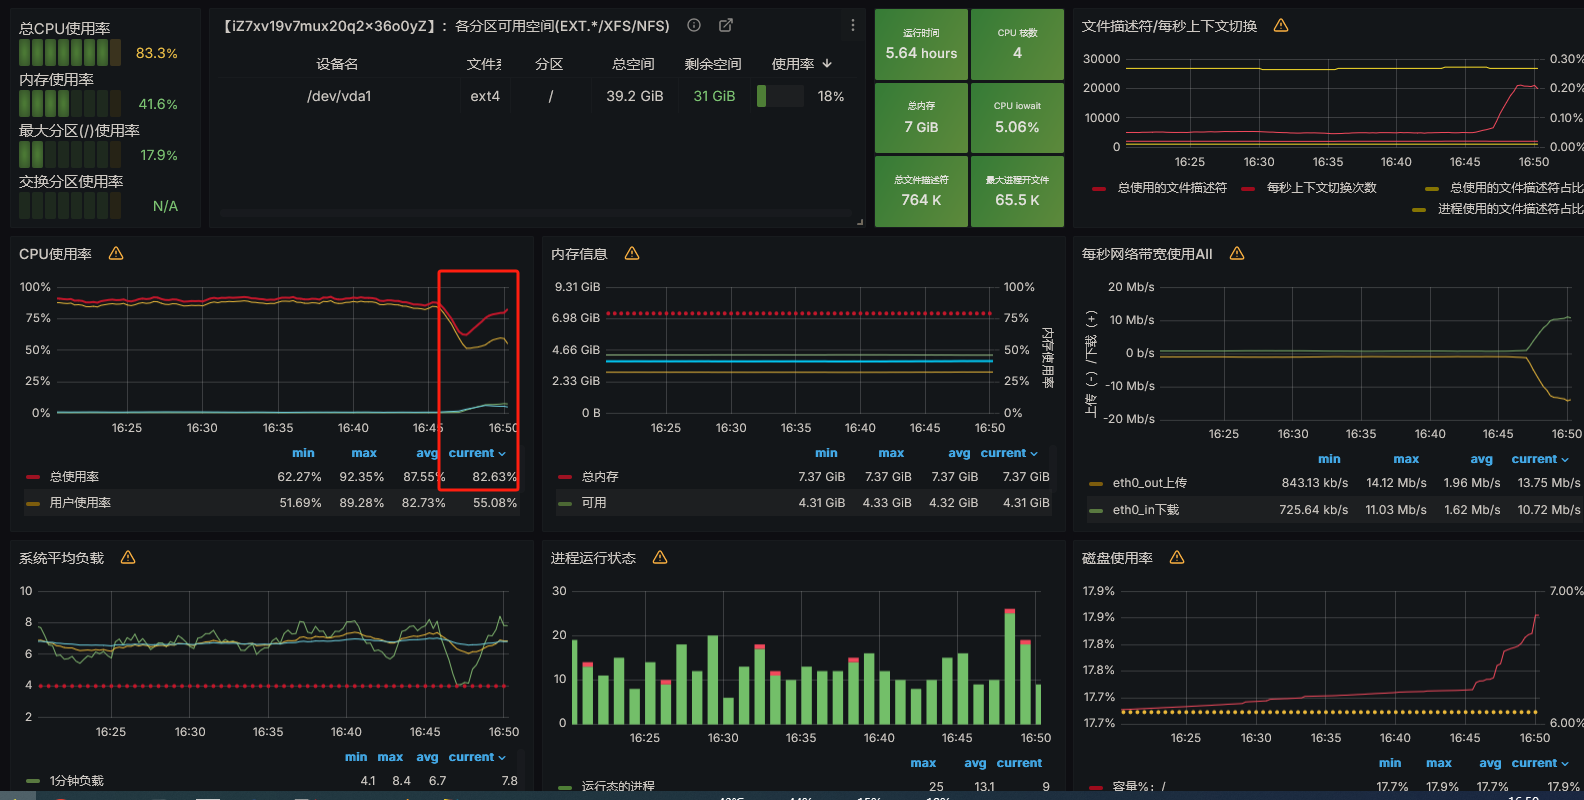 总CPU使用率
83.3%
内存使用率
41.6%
最大分区(/)使用率
17.9%
交换分区使用率
N/A
【iZ7xv19v7mux20q2x36o0yZ】：各分区可用空间(EXT.*/XFS/NFS)
设备名 文件系 分区 总空间 剩余空间 使用率
/dev/vda1 ext4 / 39.2 GiB 31 GiB 18%
运行时间
5.64 hours
CPU 核数
4
总内存
7 GiB
CPU iowait
5.06%
总文件描述符
764 K
最大进程开文件
65.5 K
文件描述符/每秒上下文切换
30000
20000
10000
0
0.30%
0.20%
0.10%
0.00%
16:25 16:30 16:35 16:40 16:45 16:50
总使用的文件描述符 每秒上下文切换次数 总使用的文件描述符占比
进程使用的文件描述符占比
CPU使用率
100%
75%
50%
25%
0%
16:25 16:30 16:35 16:40 16:45 16:50
min max avg current
总使用率 62.27% 92.35% 87.55% 82.63%
用户使用率 51.69% 89.28% 82.73% 55.08%
内存信息
9.31 GiB
6.98 GiB
4.66 GiB
2.33 GiB
0 B
100%
75%
50%
25%
0%
内存使用率
16:25 16:30 16:35 16:40 16:45 16:50
min max avg current
总内存 7.37 GiB 7.37 GiB 7.37 GiB 7.37 GiB
可用 4.31 GiB 4.33 GiB 4.32 GiB 4.31 GiB
每秒网络带宽使用All
上传（-）/下载（+）
20 Mb/s
10 Mb/s
0 b/s
-10 Mb/s
-20 Mb/s
16:25 16:30 16:35 16:40 16:45 16:50
min max avg current
eth0_out上传 843.13 kb/s 14.12 Mb/s 1.96 Mb/s 13.75 Mb/s
eth0_in下载 725.64 kb/s 11.03 Mb/s 1.62 Mb/s 10.72 Mb/s
系统平均负载
10
8
6
4
2
16:25 16:30 16:35 16:40 16:45 16:50
min max avg current
1分钟负载 4.1 8.4 6.7 7.8
进程运行状态
30
20
10
0
16:25 16:30 16:35 16:40 16:45 16:50
max avg current
运行态的进程 25 13.1 9
磁盘使用率
17.9%
17.9%
17.8%
17.8%
17.7%
17.7%
7.00%
6.00%
16:25 16:30 16:35 16:40 16:45 16:50
min max avg current
容量%：/ 17.7% 17.9% 17.7% 17.9%